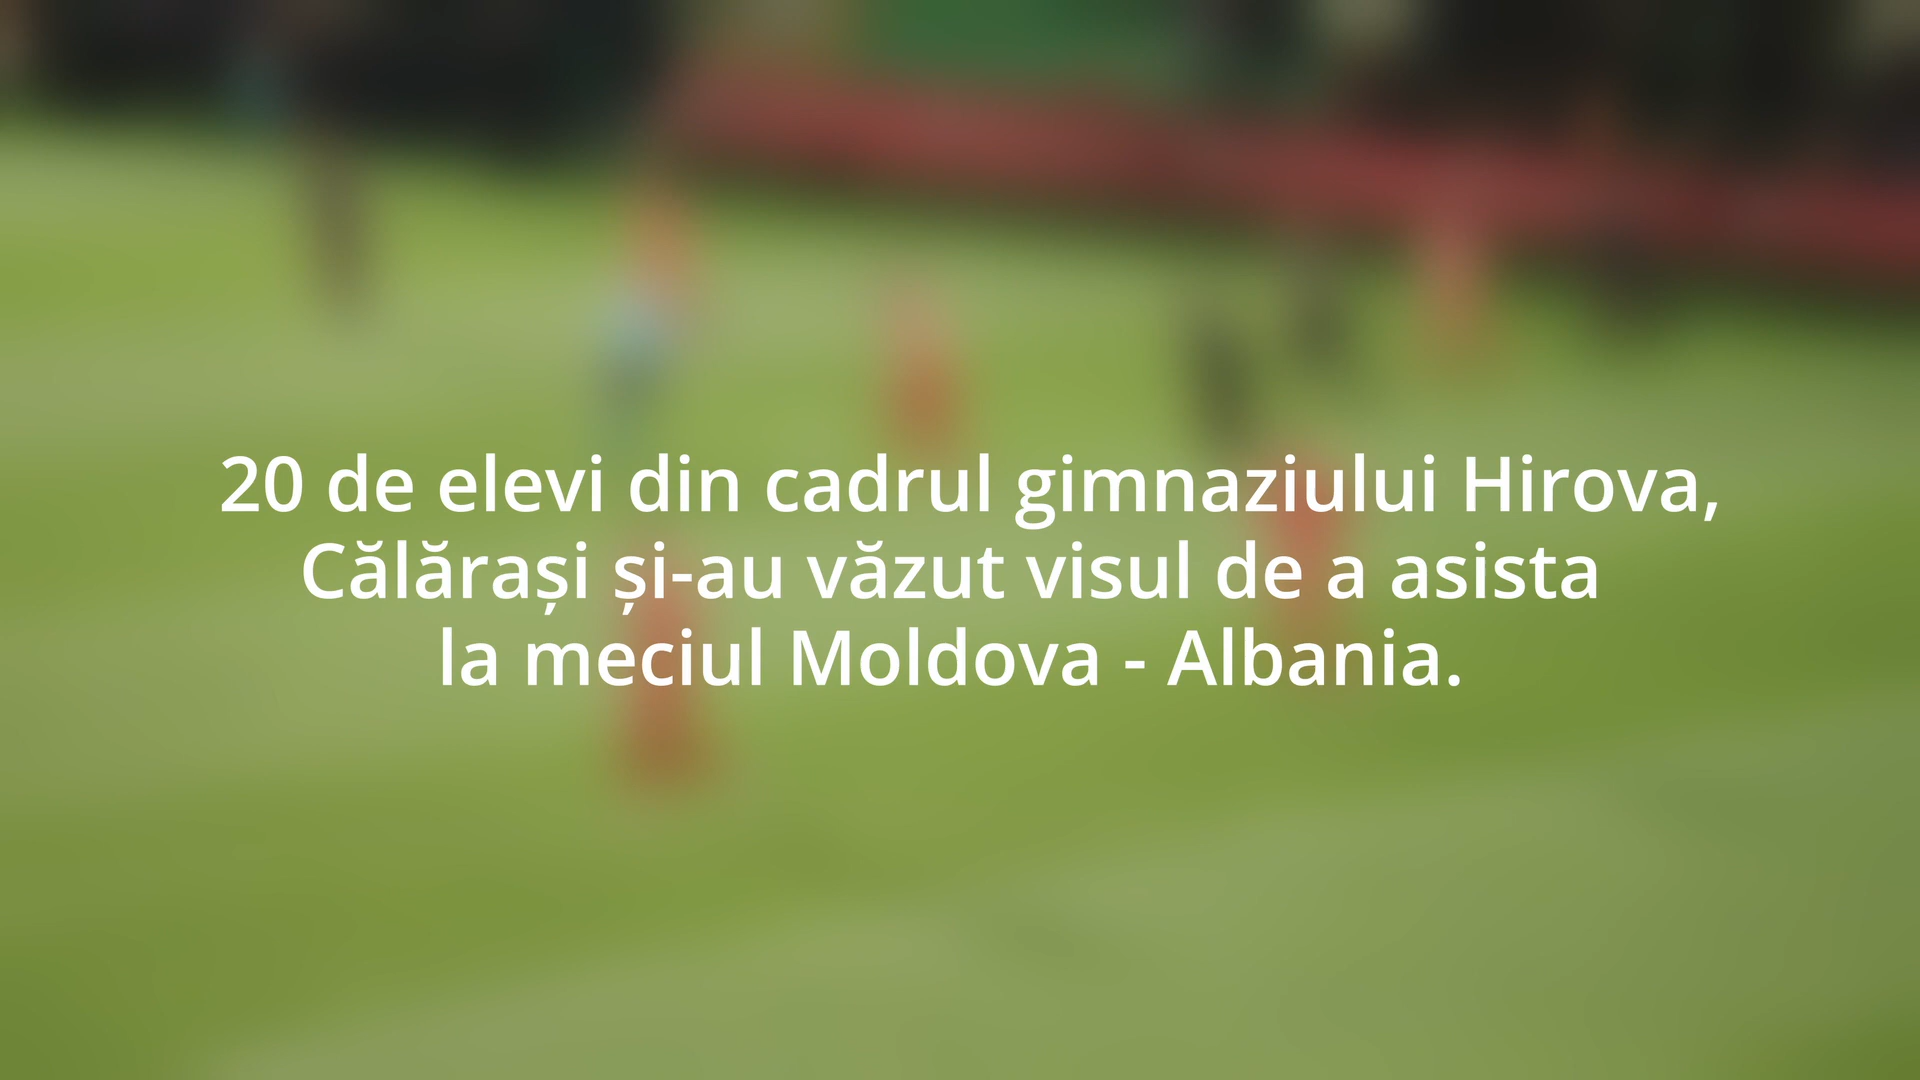 20 de elevi din cadrul gimnaziului Hirova,
Călărași și-au văzut visul de a asista
la meciul Moldova - Albania.